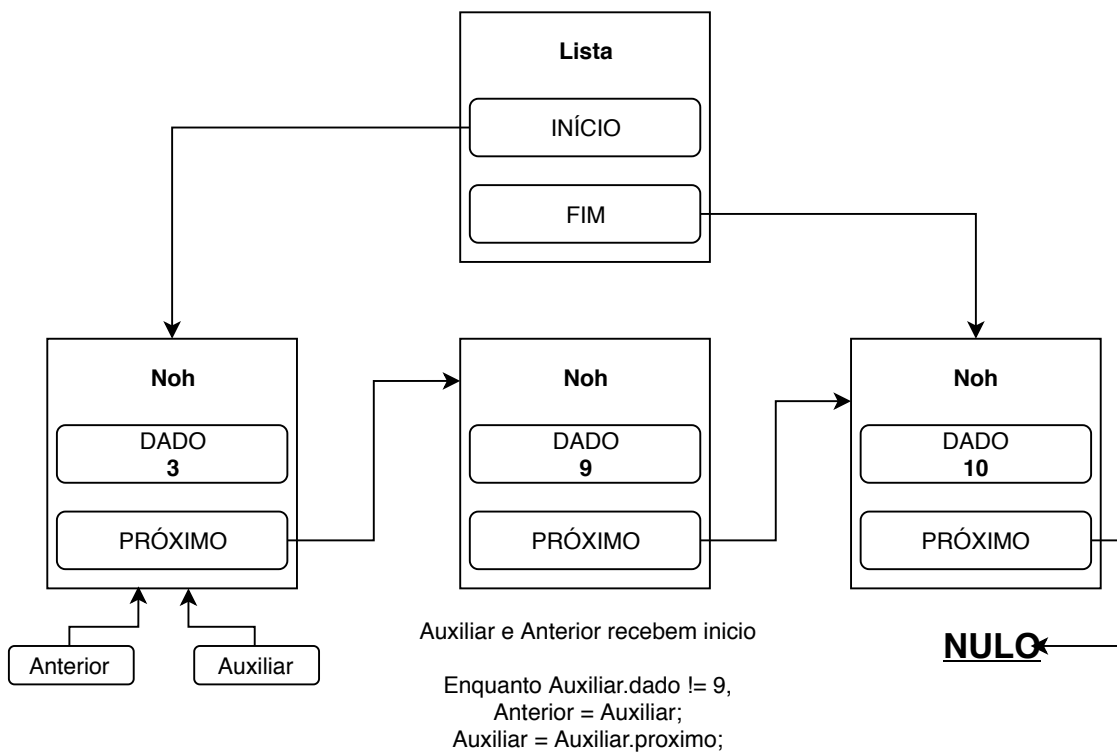 Lista
INÍCIO
FIM
Noh
DADO
3
PRÓXIMO
Noh
DADO
9
PRÓXIMO
Noh
DADO
10
PRÓXIMO
Anterior
Auxiliar
Auxiliar e Anterior recebem inicio
NULO
Enquanto Auxiliar.dado != 9,
Anterior = Auxiliar;
Auxiliar = Auxiliar.proximo;